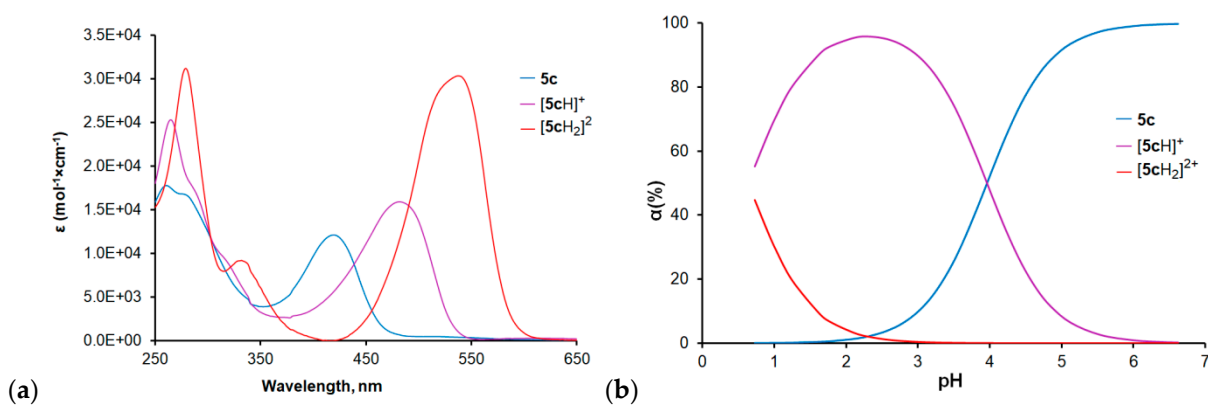 3.5E+04
3.0E+04
2.5E+04
2.0E+04
1.5E+04
1.0E+04
5.0E+03
0.0E+00
ε (mol⁻¹×cm⁻¹)
5c
[5cH]⁺
[5cH₂]²
250 350 450 550 650
Wavelength, nm
(a)
100
80
60
40
20
0
α(%)
5c
[5cH]⁺
[5cH₂]²⁺
0 1 2 3 4 5 6 7
pH
(b)